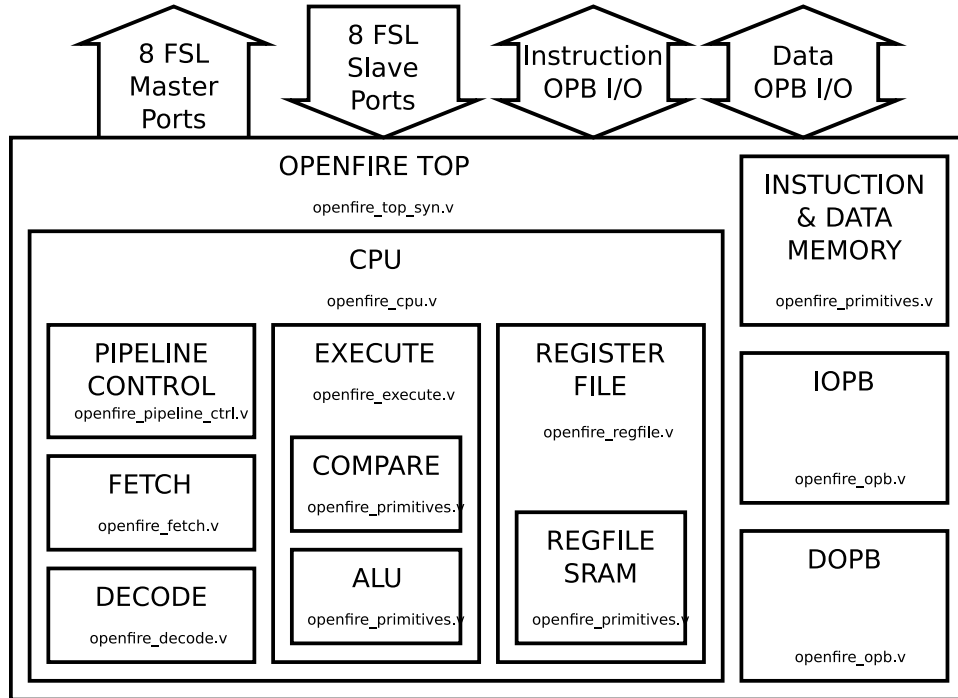 8 FSL
Master
Ports
8 FSL
Slave
Ports
Instruction
OPB I/O
Data
OPB I/O
OPENFIRE TOP
openfire_top_syn.v
CPU
openfire_cpu.v
PIPELINE
CONTROL
openfire_pipeline_ctrl.v
FETCH
openfire_fetch.v
DECODE
openfire_decode.v
EXECUTE
openfire_execute.v
COMPARE
openfire_primitives.v
ALU
openfire_primitives.v
REGISTER
FILE
openfire_regfile.v
REGFILE
SRAM
openfire_primitives.v
INSTUCTION
& DATA
MEMORY
openfire_primitives.v
IOPB
openfire_opb.v
DOPB
openfire_opb.v